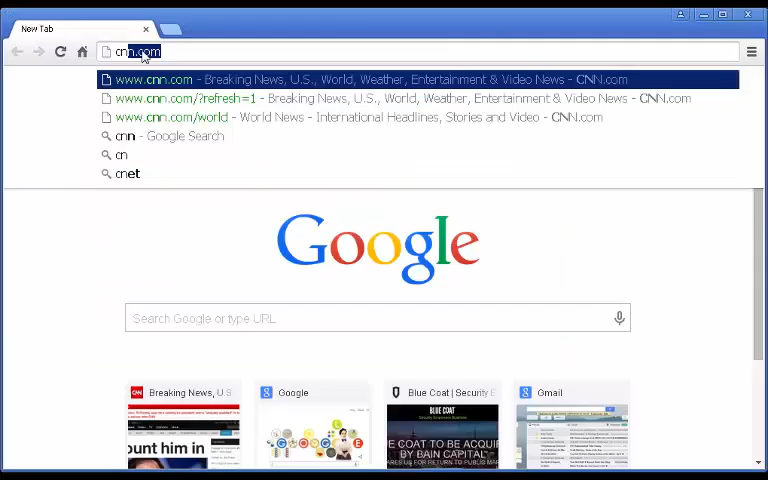 New Tab
cnn.com
www.cnn.com - Breaking News, U.S., World, Weather, Entertainment & Video News - CNN.com
www.cnn.com/?refresh=1 - Breaking News, U.S., World, Weather, Entertainment & Video News - CNN.com
www.cnn.com/world - World News - International Headlines, Stories and Video - CNN.com
cnn - Google Search
cn
cnet
Google
Search Google or type URL
CNN Breaking News, U S
Google
Blue Coat | Security E
Gmail
ount him in
BLUE COAT
E COAT TO BE ACQUIR
BY BAIN CAPITAL